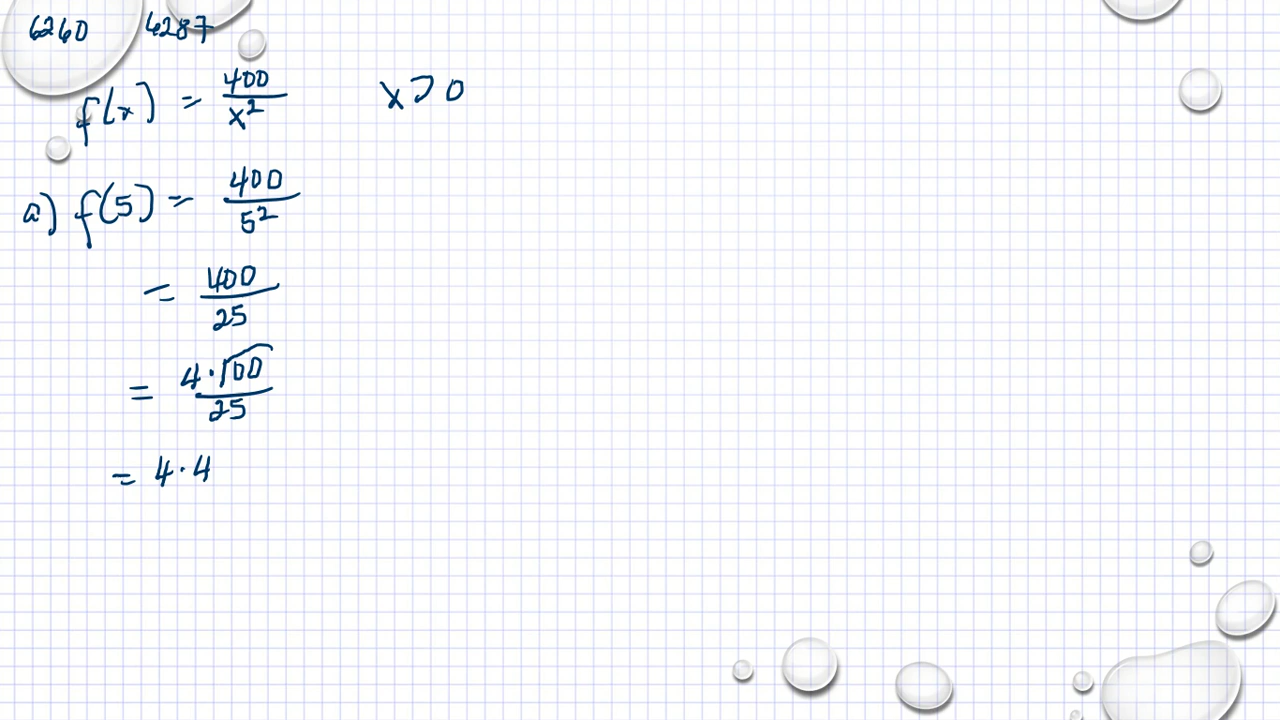 6260 6287
f(x) = 400/x² x>0
a) f(5) = 400/5²
= 400/25
= 4·100/25
= 4·4